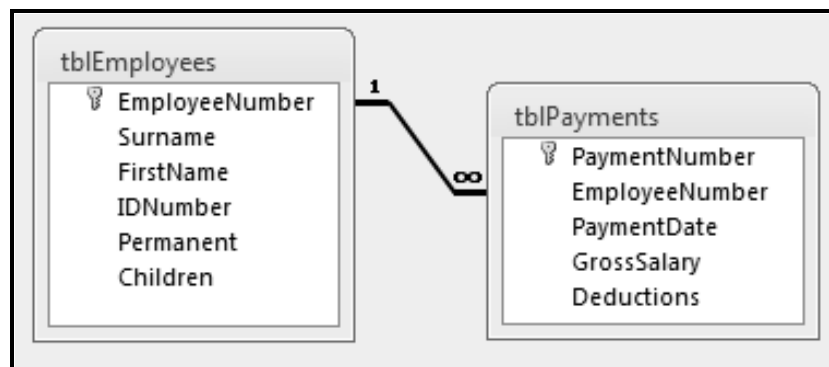 tblEmployees
EmployeeNumber
Surname
FirstName
IDNumber
Permanent
Children
1
∞
tblPayments
PaymentNumber
EmployeeNumber
PaymentDate
GrossSalary
Deductions